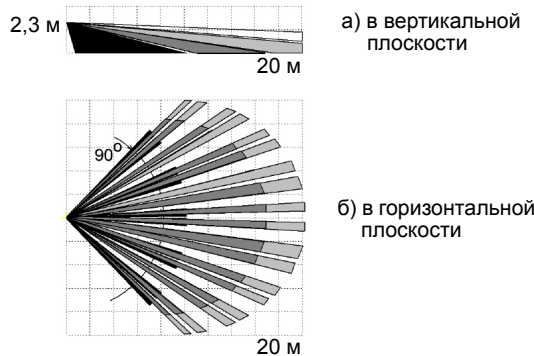 2,3 м
20 м
а) в вертикальной
плоскости
90°
20 м
б) в горизонтальной
плоскости